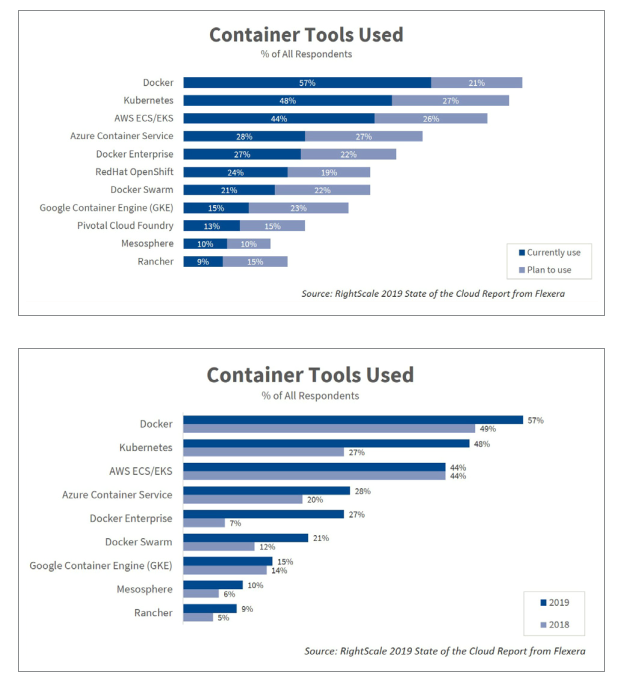 Container Tools Used
% of All Respondents
Docker 57% 21%
Kubernetes 48% 27%
AWS ECS/EKS 44% 26%
Azure Container Service 28% 27%
Docker Enterprise 27% 22%
RedHat OpenShift 24% 19%
Docker Swarm 21% 22%
Google Container Engine (GKE) 15% 23%
Pivotal Cloud Foundry 13% 15%
Mesosphere 10% 10%
Rancher 9% 15%
Currently use
Plan to use
Source: RightScale 2019 State of the Cloud Report from Flexera
Container Tools Used
% of All Respondents
Docker 57%
49%
Kubernetes 48%
27%
AWS ECS/EKS 44%
44%
Azure Container Service 28%
20%
Docker Enterprise 27%
7%
Docker Swarm 21%
12%
Google Container Engine (GKE) 15%
14%
Mesosphere 10%
6%
Rancher 9%
5%
2019
2018
Source: RightScale 2019 State of the Cloud Report from Flexera